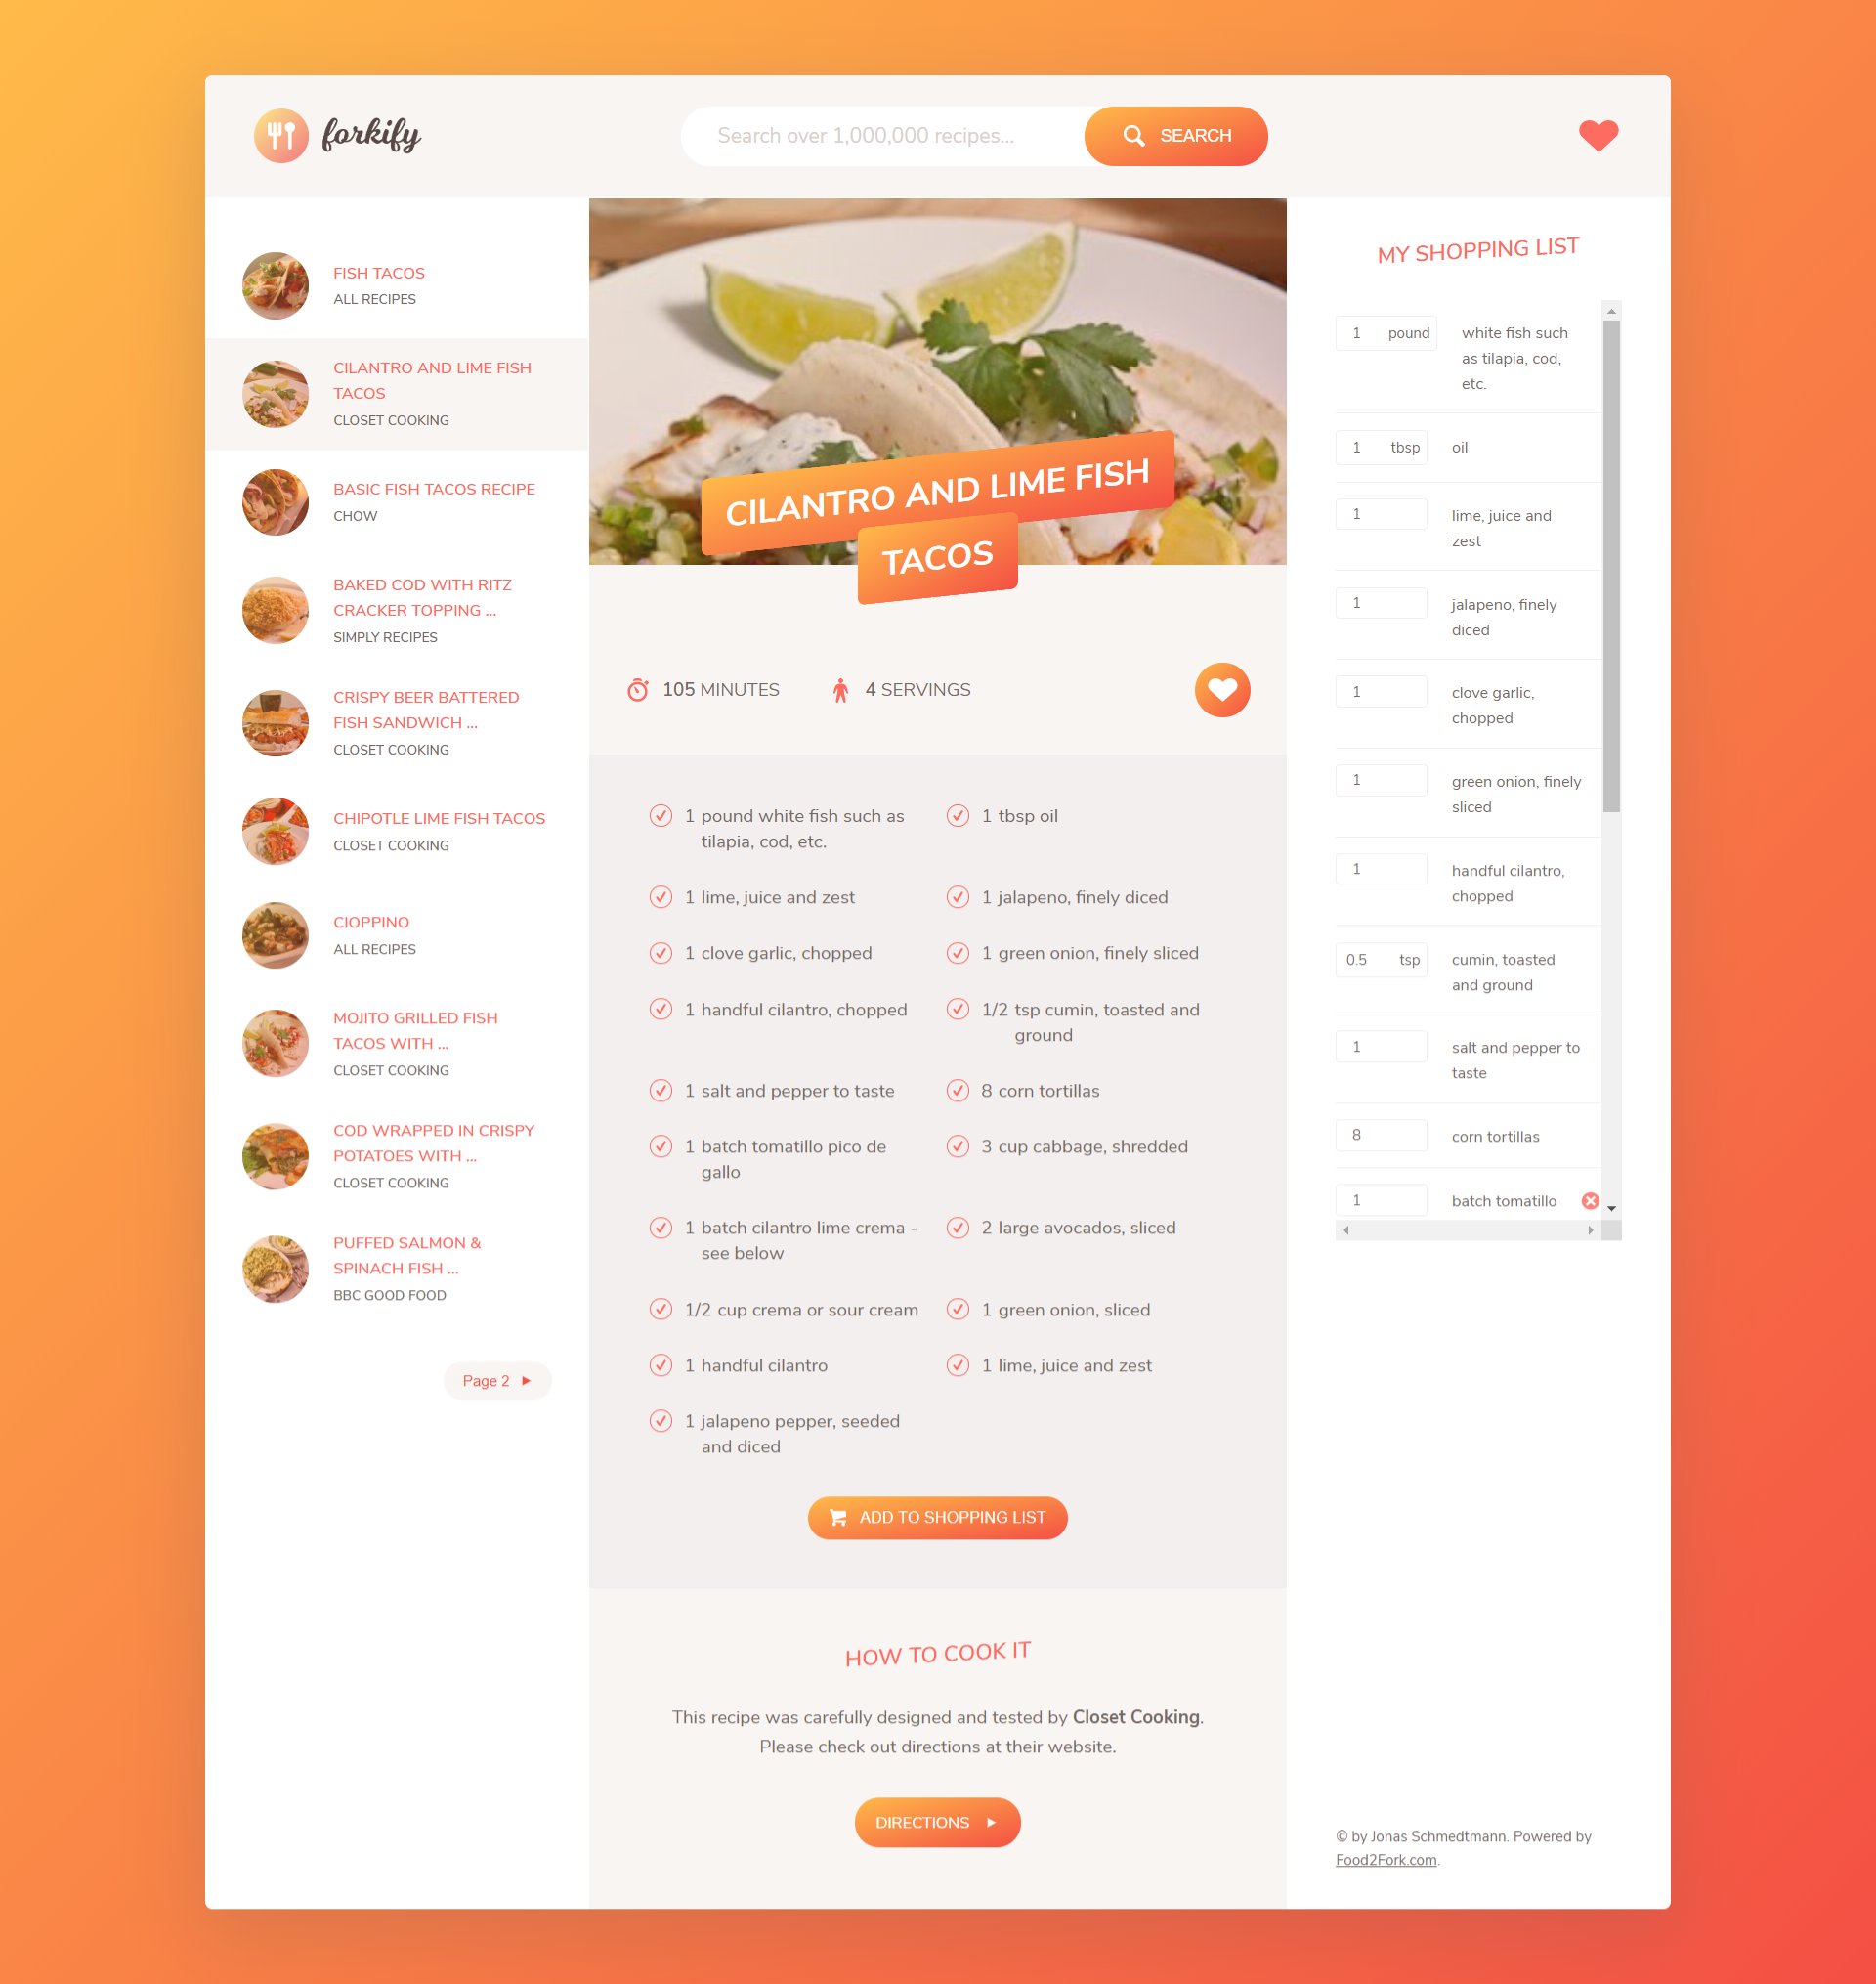 forkify
Search over 1,000,000 recipes...
SEARCH
FISH TACOS
ALL RECIPES
CILANTRO AND LIME FISH
TACOS
CLOSET COOKING
BASIC FISH TACOS RECIPE
CHOW
BAKED COD WITH RITZ
CRACKER TOPPING ...
SIMPLY RECIPES
CRISPY BEER BATTERED
FISH SANDWICH ...
CLOSET COOKING
CHIPOTLE LIME FISH TACOS
CLOSET COOKING
CIOPPINO
ALL RECIPES
MOJITO GRILLED FISH
TACOS WITH ...
CLOSET COOKING
COD WRAPPED IN CRISPY
POTATOES WITH ...
CLOSET COOKING
PUFFED SALMON &
SPINACH FISH ...
BBC GOOD FOOD
Page 2
CILANTRO AND LIME FISH
TACOS
105 MINUTES
4 SERVINGS
1 pound white fish such as
tilapia, cod, etc.
1 tbsp oil
1 lime, juice and zest
1 jalapeno, finely diced
1 clove garlic, chopped
1 green onion, finely sliced
1 handful cilantro, chopped
1/2 tsp cumin, toasted and
ground
1 salt and pepper to taste
8 corn tortillas
1 batch tomatillo pico de
gallo
3 cup cabbage, shredded
1 batch cilantro lime crema -
see below
2 large avocados, sliced
1/2 cup crema or sour cream
1 green onion, sliced
1 handful cilantro
1 lime, juice and zest
1 jalapeno pepper, seeded
and diced
ADD TO SHOPPING LIST
HOW TO COOK IT
This recipe was carefully designed and tested by Closet Cooking.
Please check out directions at their website.
DIRECTIONS
MY SHOPPING LIST
1 pound white fish such
as tilapia, cod,
etc.
1 tbsp oil
1 lime, juice and
zest
1 jalapeno, finely
diced
1 clove garlic,
chopped
1 green onion, finely
sliced
1 handful cilantro,
chopped
0.5 tsp cumin, toasted
and ground
1 salt and pepper to
taste
8 corn tortillas
1 batch tomatillo
© by Jonas Schmedtmann. Powered by
Food2Fork.com.